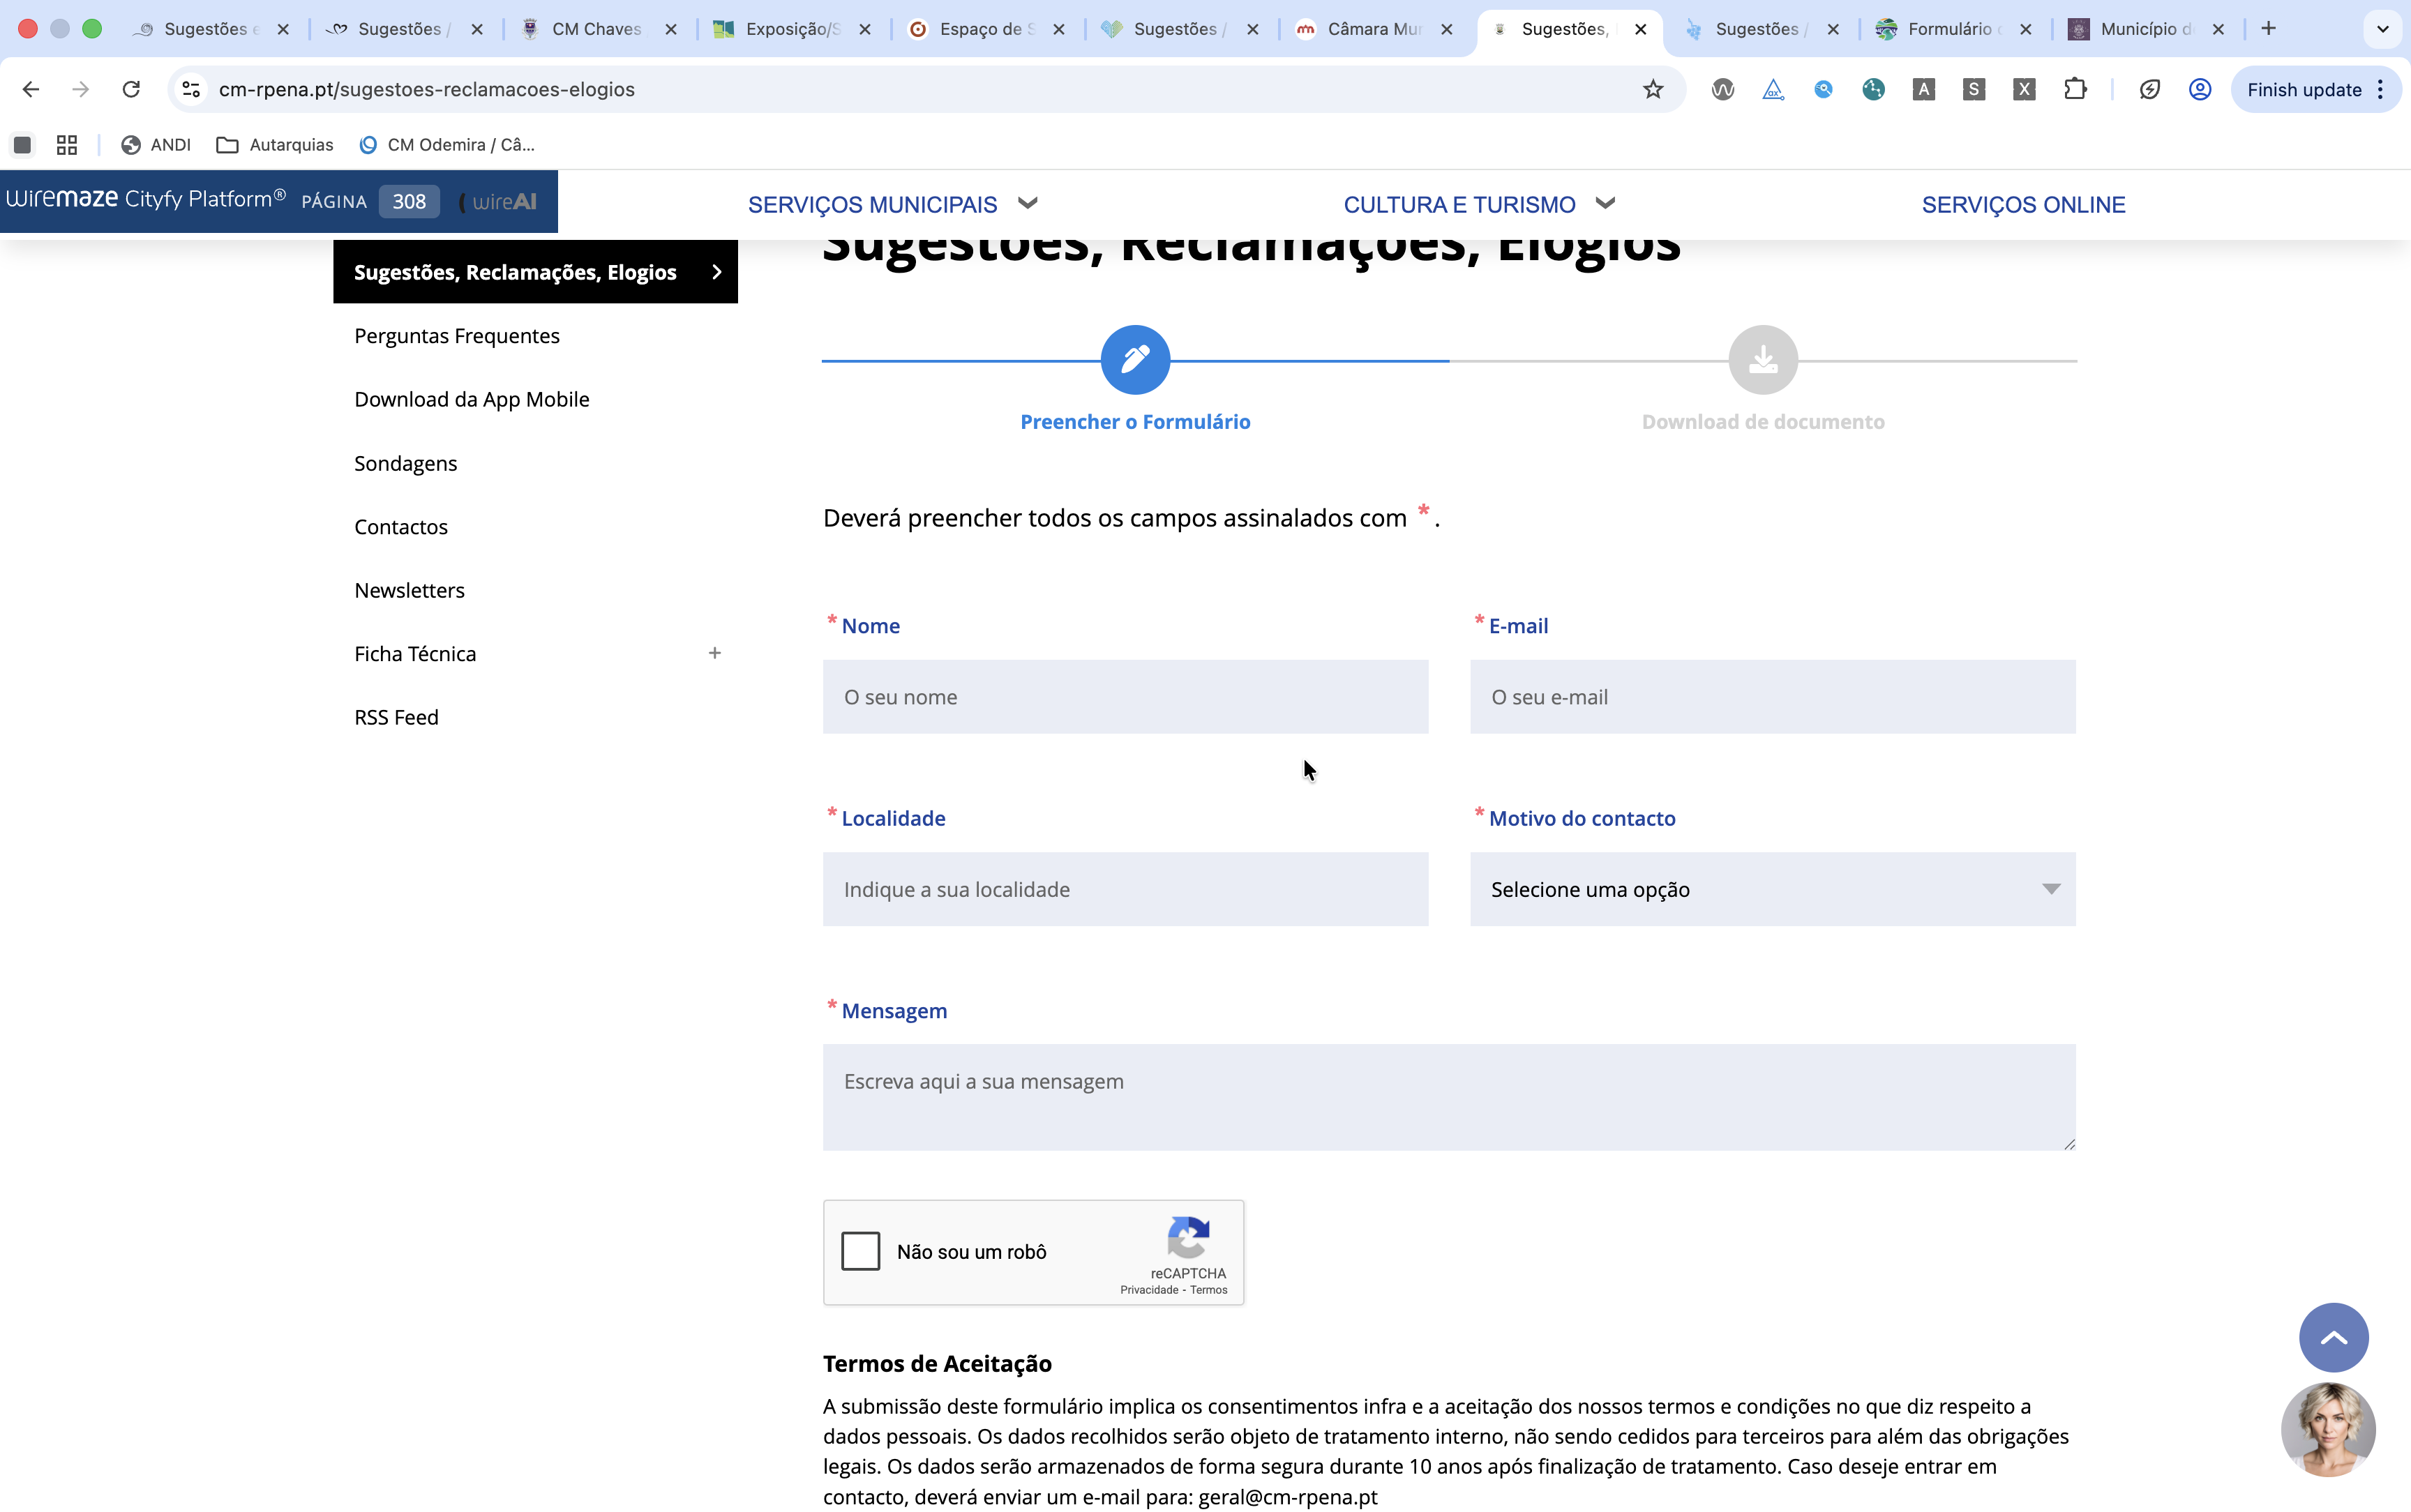 Sugestões e
Sugestões /
CM Chaves
Exposição/S
Espaço de S
Sugestões /
Câmara Mun
Sugestões,
Sugestões /
Formulário d
Município d
cm-rpena.pt/sugestoes-reclamacoes-elogios
A
S
X
Finish update
ANDI
Autarquias
CM Odemira / Câ...
wiremaze Cityfy Platform®
PÁGINA
308
wireAI
SERVIÇOS MUNICIPAIS
CULTURA E TURISMO
SERVIÇOS ONLINE
Sugestões, Reclamações, Elogios
Perguntas Frequentes
Download da App Mobile
Sondagens
Contactos
Newsletters
Ficha Técnica
RSS Feed
Sugestões, Reclamações, Elogios
Preencher o Formulário
Download de documento
Deverá preencher todos os campos assinalados com * .
* Nome
O seu nome
* E-mail
O seu e-mail
* Localidade
Indique a sua localidade
* Motivo do contacto
Selecione uma opção
* Mensagem
Escreva aqui a sua mensagem
Não sou um robô
reCAPTCHA
Privacidade - Termos
Termos de Aceitação
A submissão deste formulário implica os consentimentos infra e a aceitação dos nossos termos e condições no que diz respeito a
dados pessoais. Os dados recolhidos serão objeto de tratamento interno, não sendo cedidos para terceiros para além das obrigações
legais. Os dados serão armazenados de forma segura durante 10 anos após finalização de tratamento. Caso deseje entrar em
contacto, deverá enviar um e-mail para: geral@cm-rpena.pt